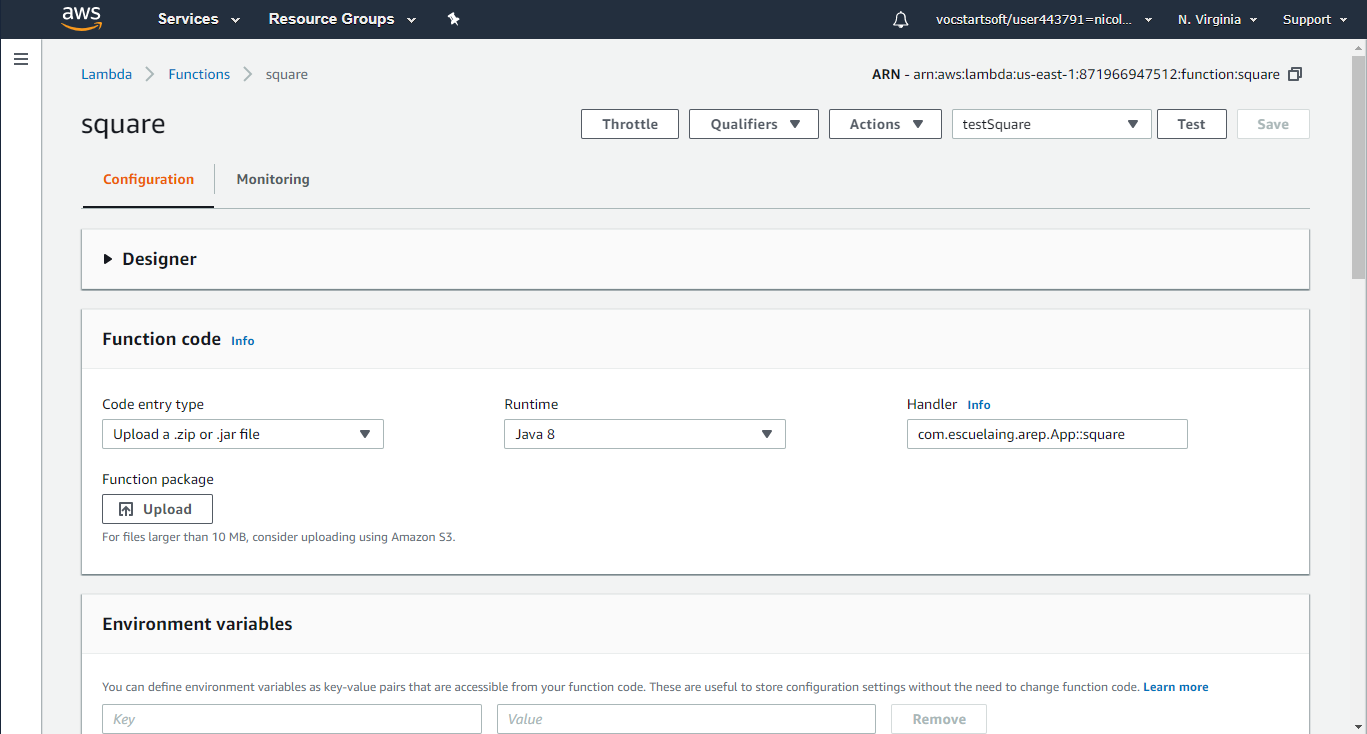 aws Services Resource Groups vocstartsoft/user443791=nicol... N. Virginia Support
Lambda Functions square ARN - arn:aws:lambda:us-east-1:871966947512:function:square
square Throttle Qualifiers Actions testSquare Test Save
Configuration Monitoring
Designer
Function code Info
Code entry type Runtime Handler Info
Upload a .zip or .jar file Java 8 com.escuelaing.arep.App::square
Function package
Upload
For files larger than 10 MB, consider uploading using Amazon S3.
Environment variables
You can define environment variables as key-value pairs that are accessible from your function code. These are useful to store configuration settings without the need to change function code. Learn more
Key Value Remove